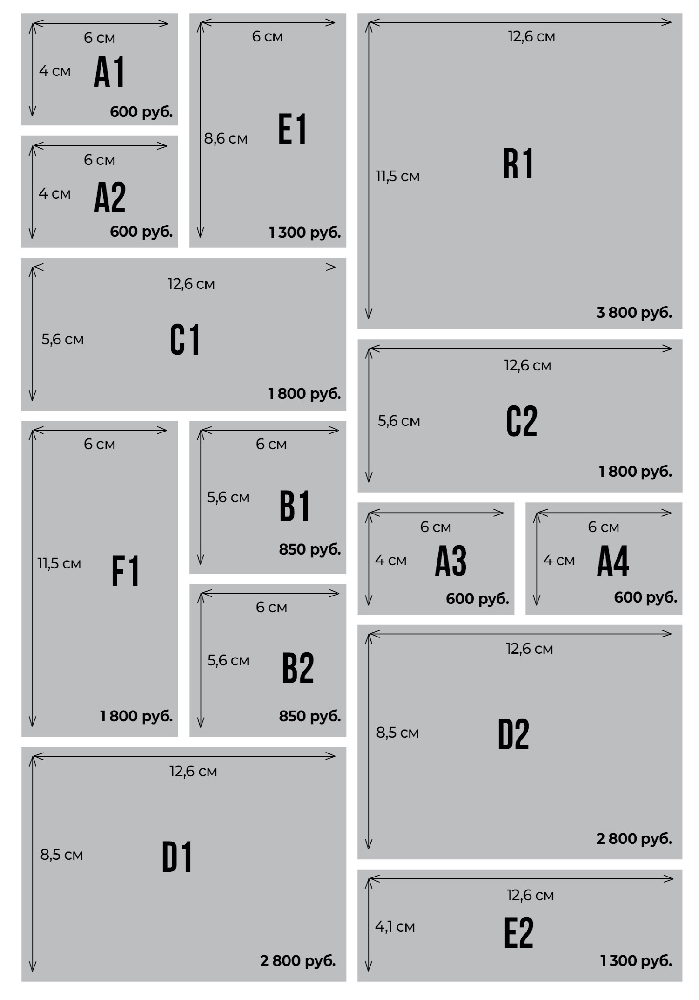 6 см
4 см
A1
600 руб.
6 см
4 см
A2
600 руб.
6 см
8,6 см
E1
1 300 руб.
12,6 см
11,5 см
R1
3 800 руб.
12,6 см
5,6 см
C1
1 800 руб.
12,6 см
5,6 см
C2
1 800 руб.
6 см
11,5 см
F1
1 800 руб.
6 см
5,6 см
B1
850 руб.
6 см
5,6 см
B2
850 руб.
6 см
4 см
A3
600 руб.
6 см
4 см
A4
600 руб.
12,6 см
8,5 см
D2
2 800 руб.
12,6 см
8,5 см
D1
2 800 руб.
12,6 см
4,1 см
E2
1 300 руб.